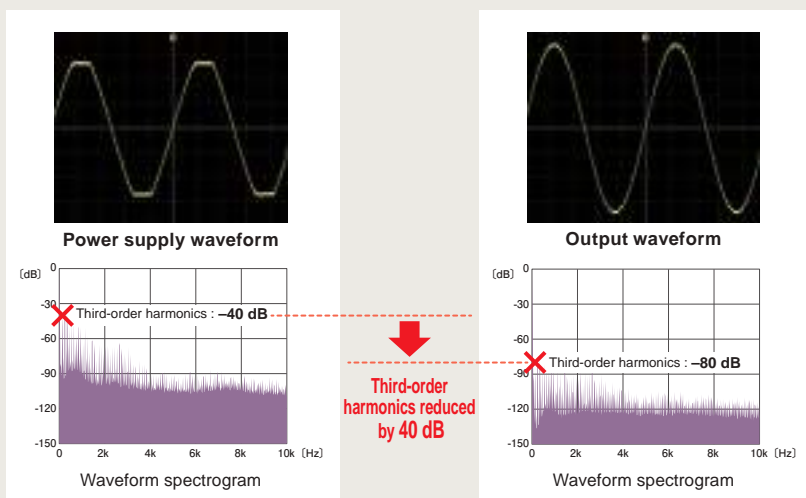 Power supply waveform
Output waveform
〔dB〕
0
-30
-60
-90
-120
-150
Third-order harmonics : –40 dB
0
2k
4k
6k
8k
10k 〔Hz〕
Waveform spectrogram
Third-order
harmonics reduced
by 40 dB
〔dB〕
0
-30
-60
-90
-120
-150
Third-order harmonics : –80 dB
0
2k
4k
6k
8k
10k 〔Hz〕
Waveform spectrogram